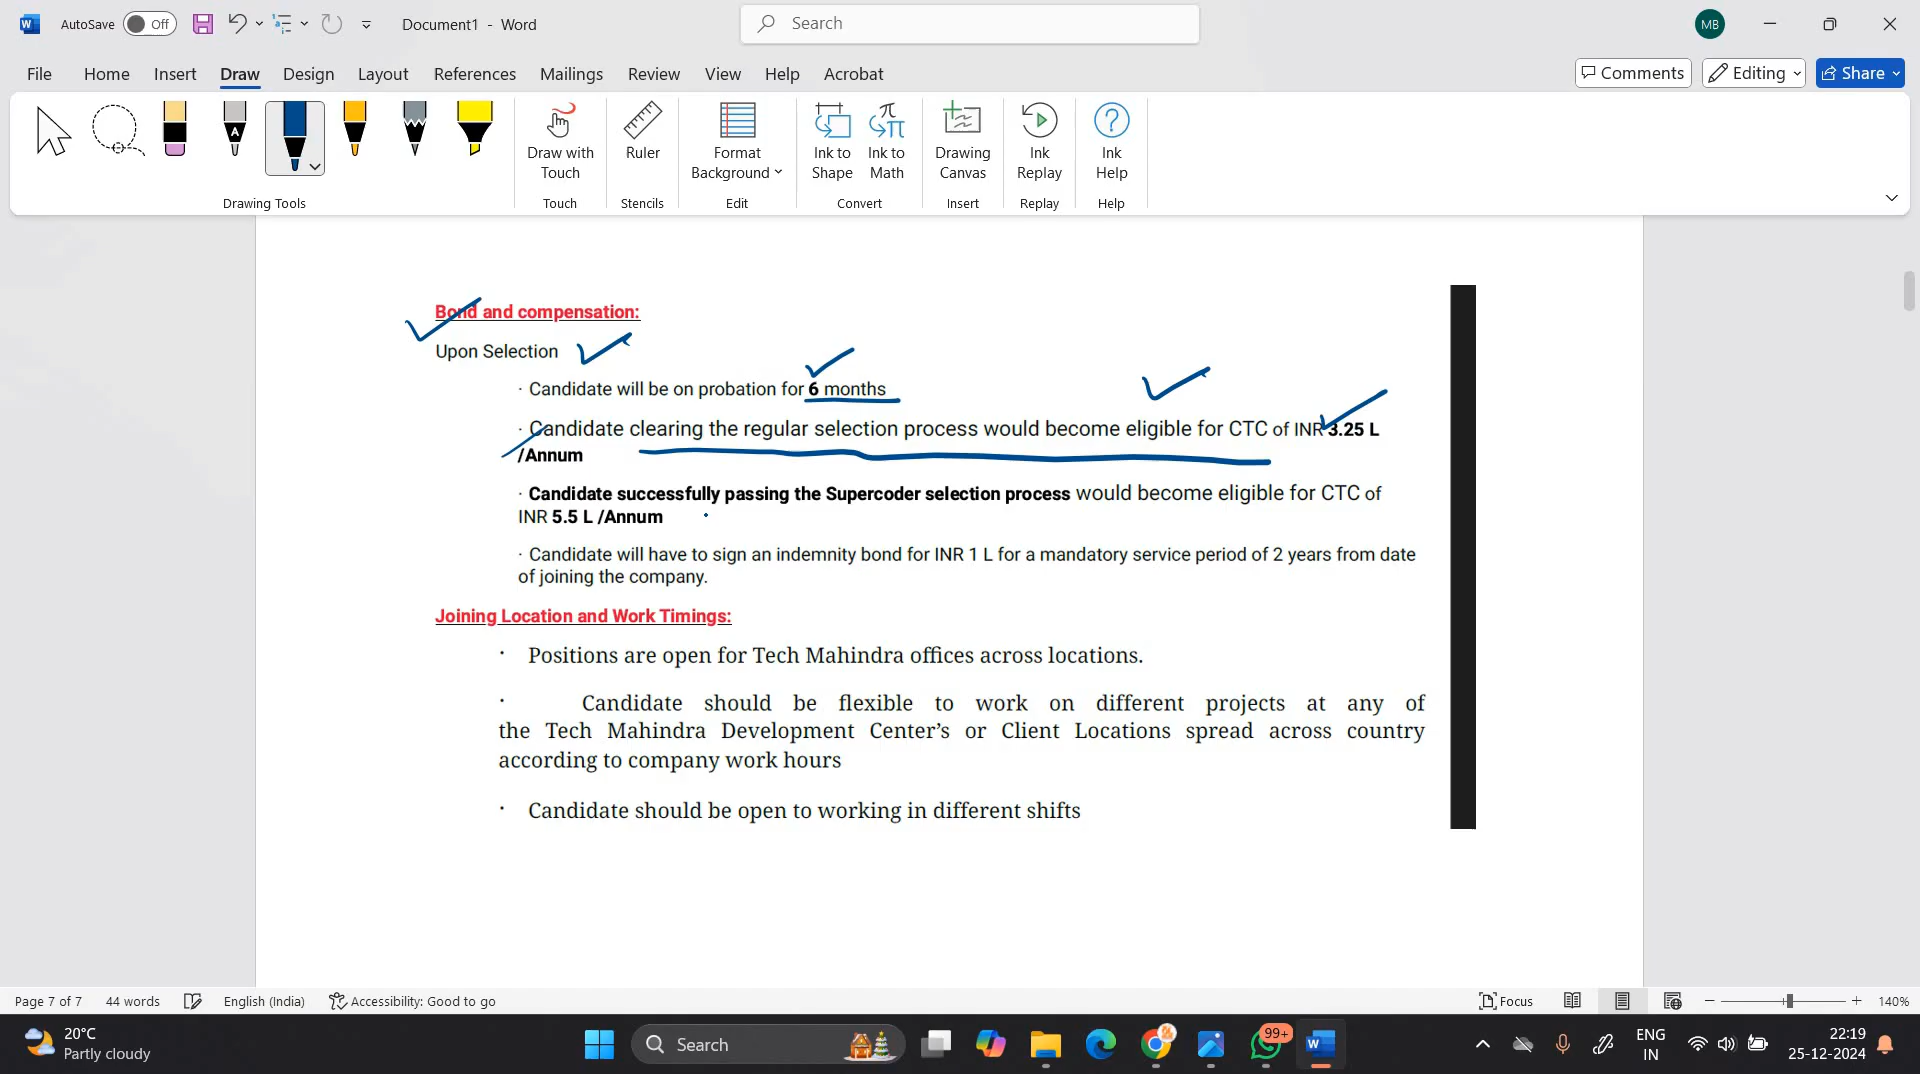 AutoSave Off Document1 - Word Search MB
File Home Insert Draw Design Layout References Mailings Review View Help Acrobat Comments Editing Share
A
Draw with Touch
Ruler
Format Background
Ink to Shape
Ink to Math
Drawing Canvas
Ink Replay
Ink Help
Drawing Tools Touch Stencils Edit Convert Insert Replay Help
Bond and compensation:
Upon Selection
· Candidate will be on probation for 6 months
· Candidate clearing the regular selection process would become eligible for CTC of INR 3.25 L
/Annum
· Candidate successfully passing the Supercoder selection process would become eligible for CTC of
INR 5.5 L /Annum
· Candidate will have to sign an indemnity bond for INR 1 L for a mandatory service period of 2 years from date
of joining the company.
Joining Location and Work Timings:
· Positions are open for Tech Mahindra offices across locations.
· Candidate should be flexible to work on different projects at any of
the Tech Mahindra Development Center’s or Client Locations spread across country
according to company work hours
· Candidate should be open to working in different shifts
Page 7 of 7 44 words English (India) Accessibility: Good to go Focus 140%
20°C
Partly cloudy
Search
99+
ENG
IN
22:19
25-12-2024